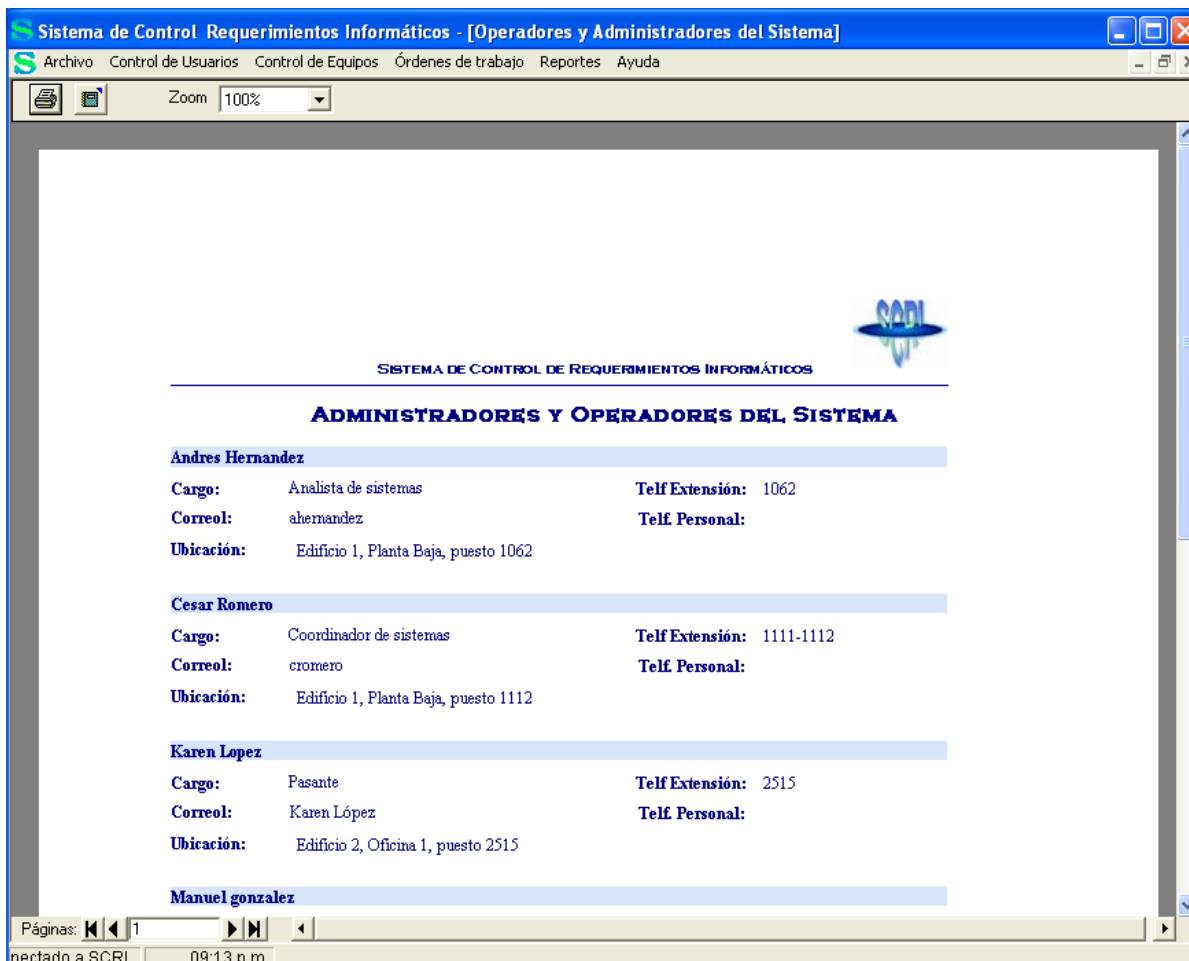 Sistema de Control Requerimientos Informáticos - [Operadores y Administradores del Sistema]
Archivo Control de Usuarios Control de Equipos Órdenes de trabajo Reportes Ayuda
Zoom 100%
SCRI
SISTEMA DE CONTROL DE REQUERIMIENTOS INFORMÁTICOS
ADMINISTRADORES Y OPERADORES DEL SISTEMA
Andres Hernandez
Cargo: Analista de sistemas Telf Extensión: 1062
Correol: ahernandez Telf. Personal:
Ubicación: Edificio 1, Planta Baja, puesto 1062
Cesar Romero
Cargo: Coordinador de sistemas Telf Extensión: 1111-1112
Correol: cromero Telf. Personal:
Ubicación: Edificio 1, Planta Baja, puesto 1112
Karen Lopez
Cargo: Pasante Telf Extensión: 2515
Correol: Karen López Telf. Personal:
Ubicación: Edificio 2, Oficina 1, puesto 2515
Manuel gonzalez
Páginas: 1
nectado a SCRI 09:13 p.m.